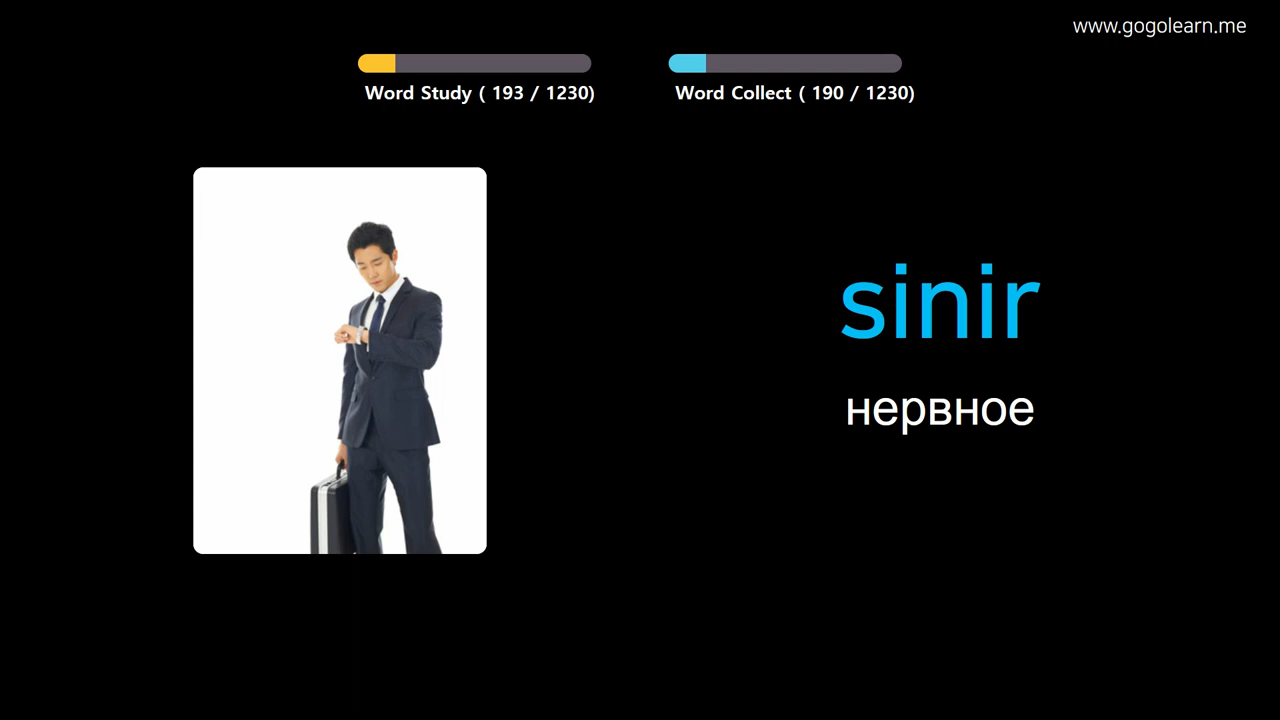 www.gogolearn.me
Word Study ( 193 / 1230)
Word Collect ( 190 / 1230)
sinir
нервное